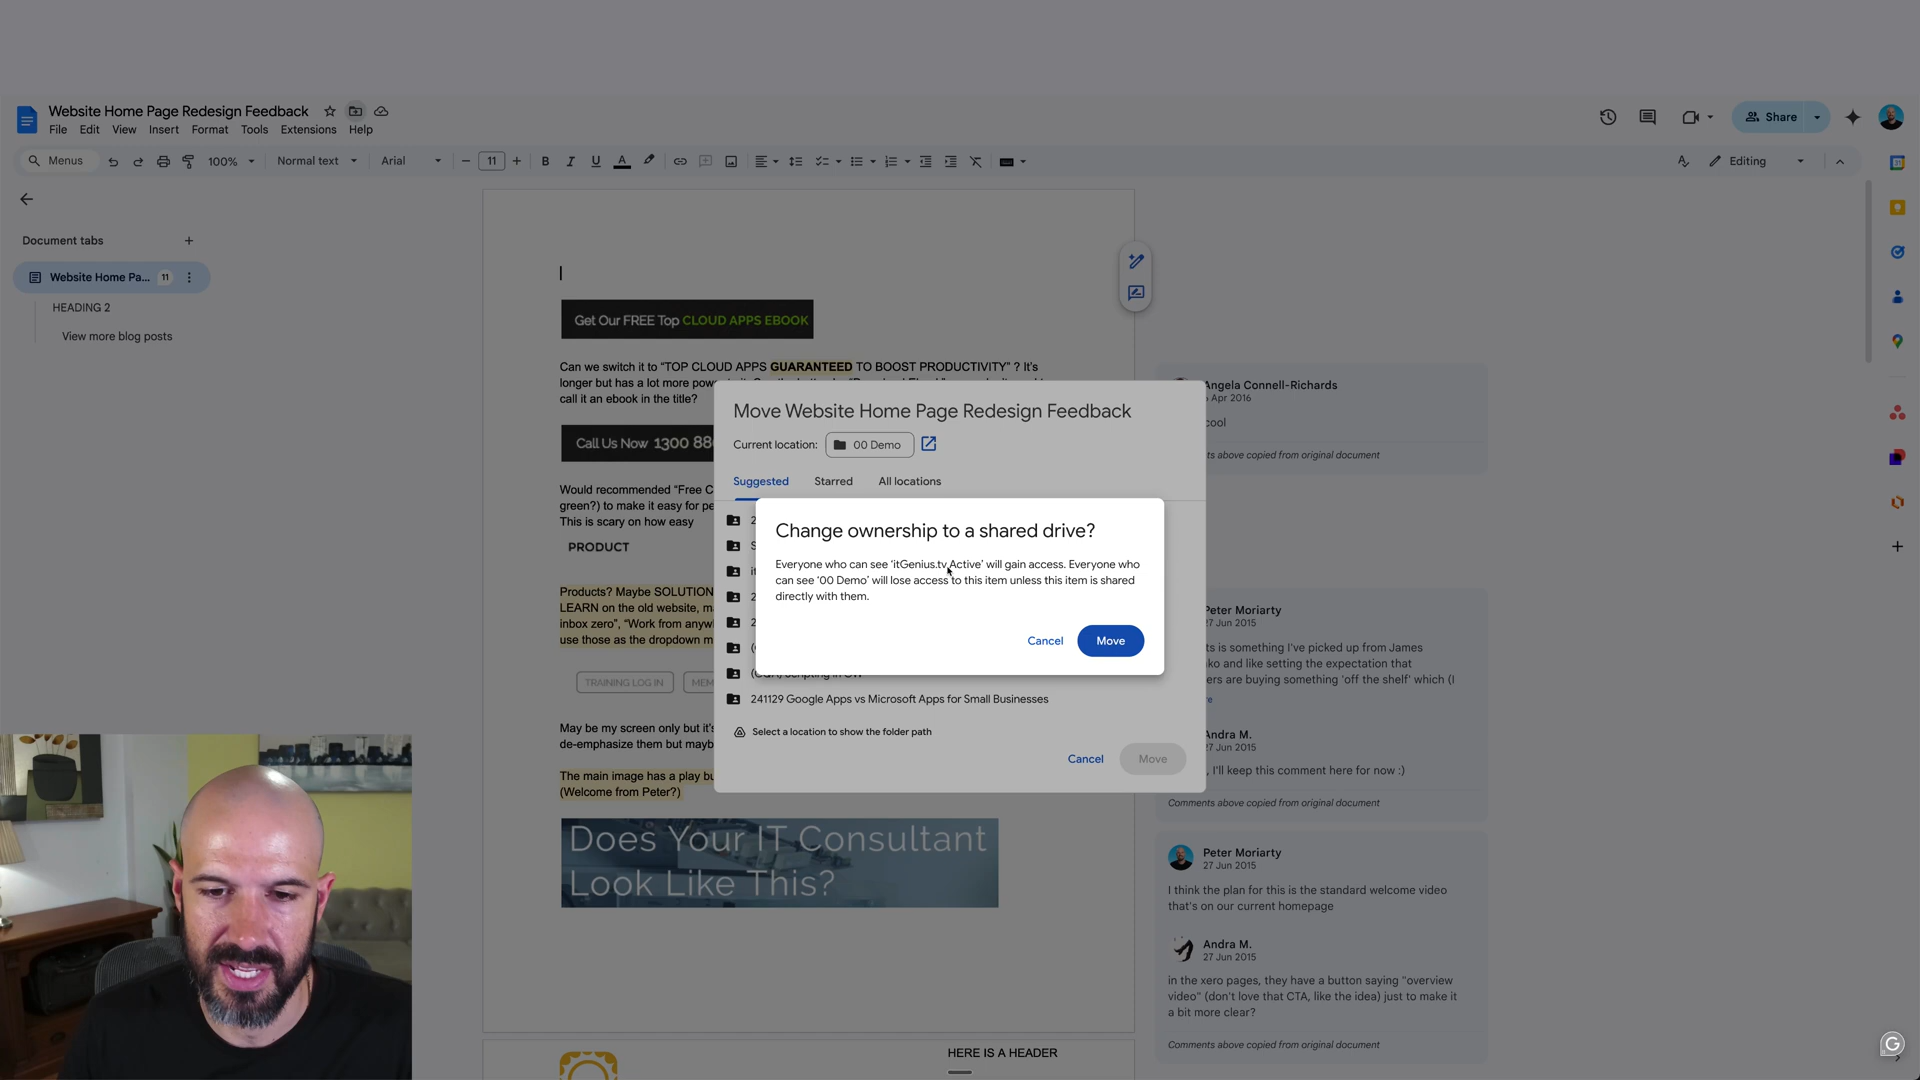 Website Home Page Redesign Feedback
File Edit View Insert Format Tools Extensions Help
Share
Menus
100%
Normal text
Arial
11
Editing
Document tabs
Website Home Pa...
11
HEADING 2
View more blog posts
Get Our FREE Top CLOUD APPS EBOOK
Can we switch it to "TOP CLOUD APPS GUARANTEED TO BOOST PRODUCTIVITY" ? It's
longer but has a lot more
call it an ebook in the title?
Call Us Now 1300 88
Would recommended "Free C
green?) to make it easy for pe
This is scary on how easy
PRODUCT
Products? Maybe SOLUTION
LEARN on the old website, m
inbox zero", "Work from anyw
use those as the dropdown m
TRAINING LOG IN
MEM
May be my screen only but it's
de-emphasize them but mayb
The main image has a play bu
(Welcome from Peter?)
Does Your IT Consultant
Look Like This?
HERE IS A HEADER
Move Website Home Page Redesign Feedback
Current location: 00 Demo
Suggested Starred All locations
241129 Google Apps vs Microsoft Apps for Small Businesses
Select a location to show the folder path
Cancel Move
Change ownership to a shared drive?
Everyone who can see 'itGenius.tv Active' will gain access. Everyone who
can see '00 Demo' will lose access to this item unless this item is shared
directly with them.
Cancel Move
Angela Connell-Richards
Apr 2016
cool
ts above copied from original document
Peter Moriarty
27 Jun 2015
ts is something I've picked up from James
ko and like setting the expectation that
ers are buying something 'off the shelf' which (I
re
Andra M.
27 Jun 2015
, I'll keep this comment here for now :)
Comments above copied from original document
Peter Moriarty
27 Jun 2015
I think the plan for this is the standard welcome video
that's on our current homepage
Andra M.
27 Jun 2015
in the xero pages, they have a button saying "overview
video" (don't love that CTA, like the idea) just to make it
a bit more clear?
Comments above copied from original document